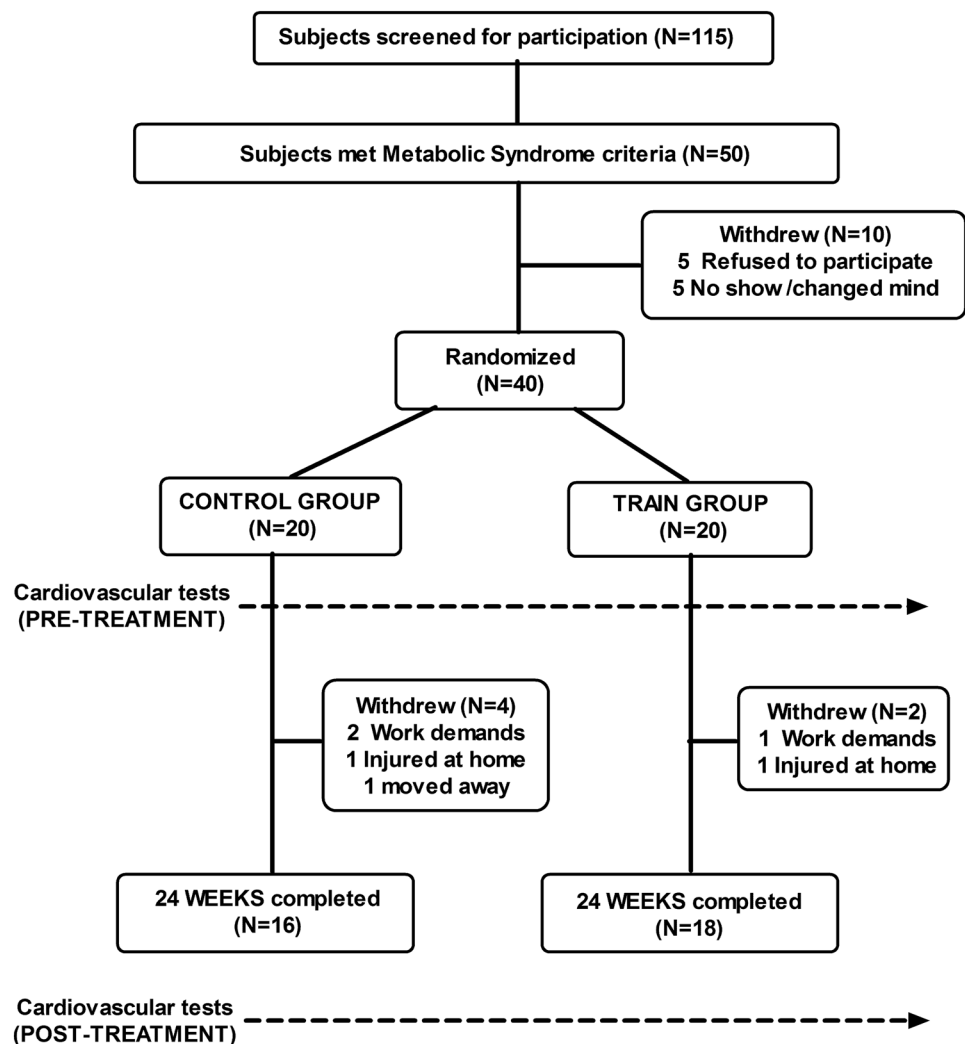 Subjects screened for participation (N=115)
Subjects met Metabolic Syndrome criteria (N=50)
Withdrew (N=10)
5 Refused to participate
5 No show /changed mind
Randomized
(N=40)
CONTROL GROUP
(N=20)
TRAIN GROUP
(N=20)
Cardiovascular tests
(PRE-TREATMENT)
Withdrew (N=4)
2 Work demands
1 Injured at home
1 moved away
Withdrew (N=2)
1 Work demands
1 Injured at home
24 WEEKS completed
(N=16)
24 WEEKS completed
(N=18)
Cardiovascular tests
(POST-TREATMENT)